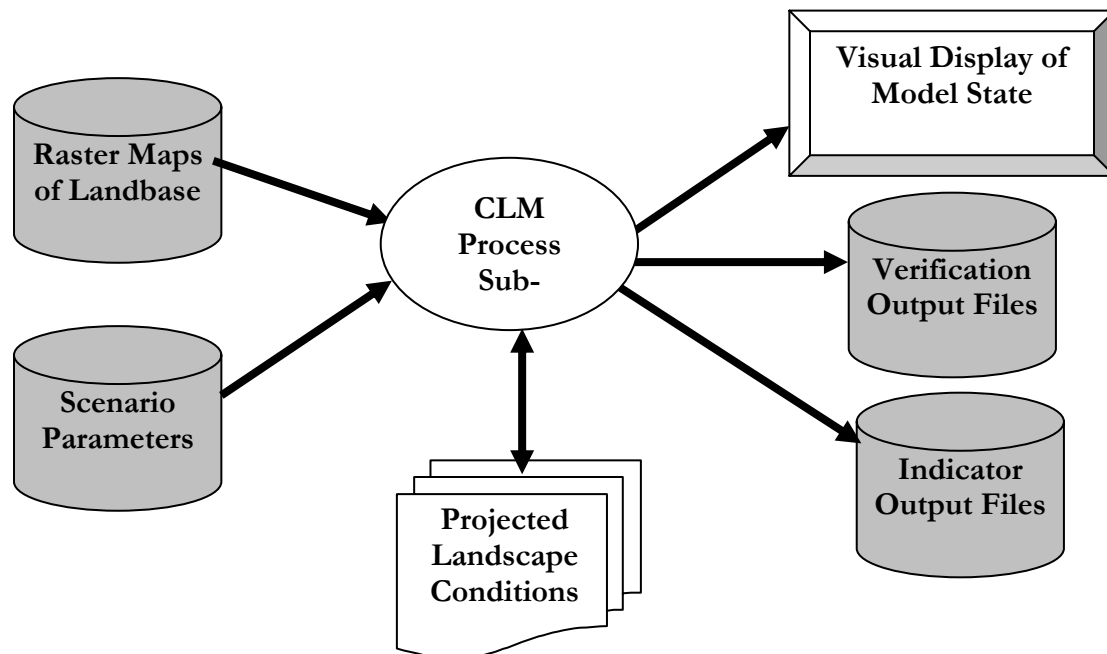 Raster Maps
of Landbase
Scenario
Parameters
CLM
Process
Sub-
Projected
Landscape
Conditions
Visual Display of
Model State
Verification
Output Files
Indicator
Output Files